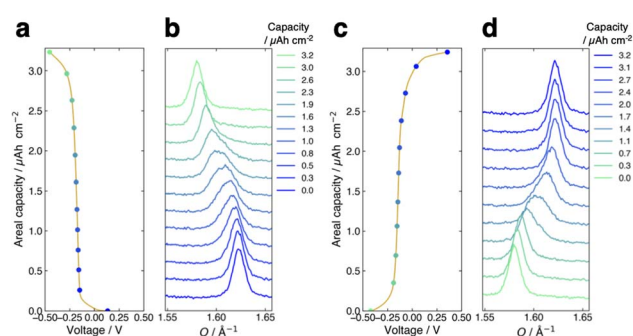 a
Areal capacity / μAh cm⁻²
3.0
2.5
2.0
1.5
1.0
0.5
0.0
−0.50 −0.25 0.00 0.25 0.50
Voltage / V
b
Capacity
/ μAh cm⁻²
3.2
3.0
2.6
2.3
1.9
1.6
1.3
1.0
0.8
0.5
0.3
0.0
1.55 1.60 1.65
Q / Å⁻¹
c
Areal capacity / μAh cm⁻²
3.0
2.5
2.0
1.5
1.0
0.5
0.0
−0.50 −0.25 0.00 0.25 0.50
Voltage / V
d
Capacity
/ μAh cm⁻²
3.2
3.1
2.7
2.4
2.0
1.7
1.4
1.1
0.7
0.3
0.0
1.55 1.60 1.65
Q / Å⁻¹